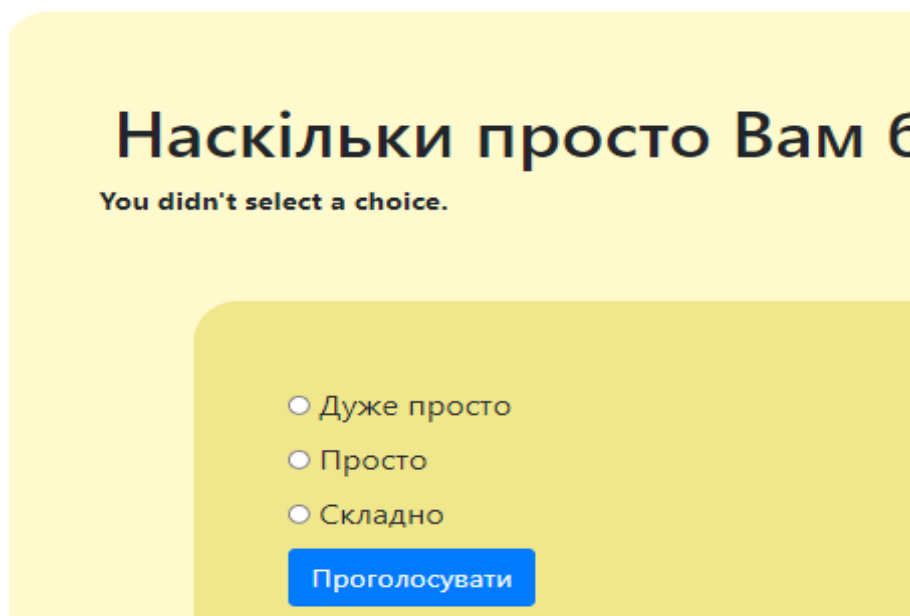 Наскільки просто Вам
You didn't select a choice.
Дуже просто
Просто
Складно
Проголосувати